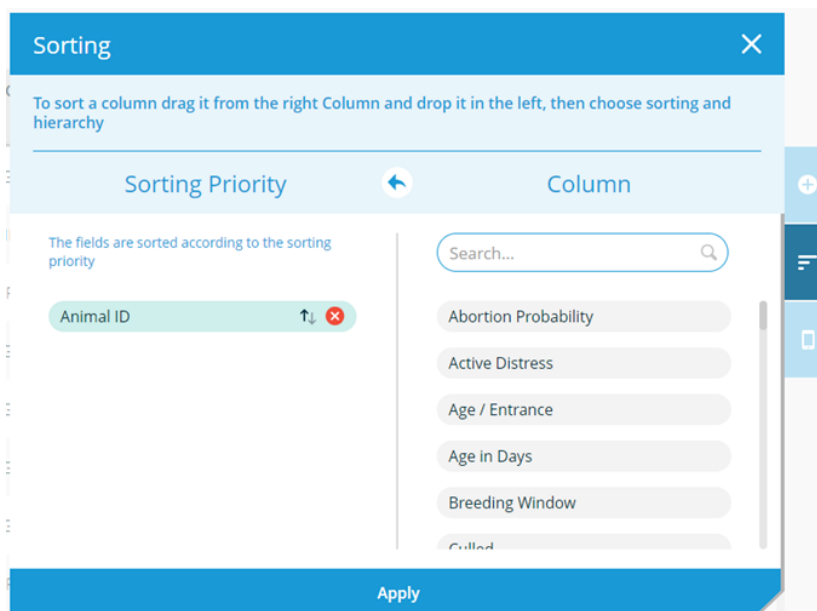 Sorting
To sort a column drag it from the right Column and drop it in the left, then choose sorting and
hierarchy
Sorting Priority
Column
The fields are sorted according to the sorting
priority
Search...
Animal ID
Abortion Probability
Active Distress
Age / Entrance
Age in Days
Breeding Window
Culled
Apply